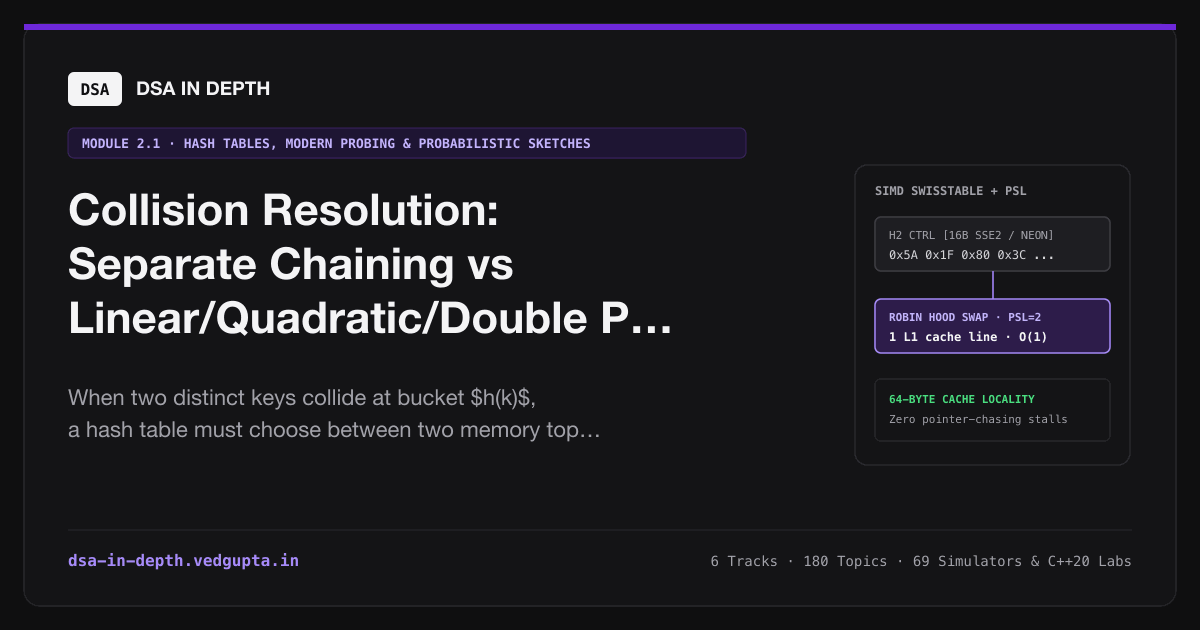 DSA DSA IN DEPTH
MODULE 2.1 · HASH TABLES, MODERN PROBING & PROBABILISTIC SKETCHES
Collision Resolution:
Separate Chaining vs
Linear/Quadratic/Double P…
When two distinct keys collide at bucket $h(k)$,
a hash table must choose between two memory top…
SIMD SWISSTABLE + PSL
H2 CTRL [16B SSE2 / NEON]
0x5A 0x1F 0x80 0x3C ...
ROBIN HOOD SWAP · PSL=2
1 L1 cache line · O(1)
64-BYTE CACHE LOCALITY
Zero pointer-chasing stalls
dsa-in-depth.vedgupta.in
6 Tracks · 180 Topics · 69 Simulators & C++20 Labs